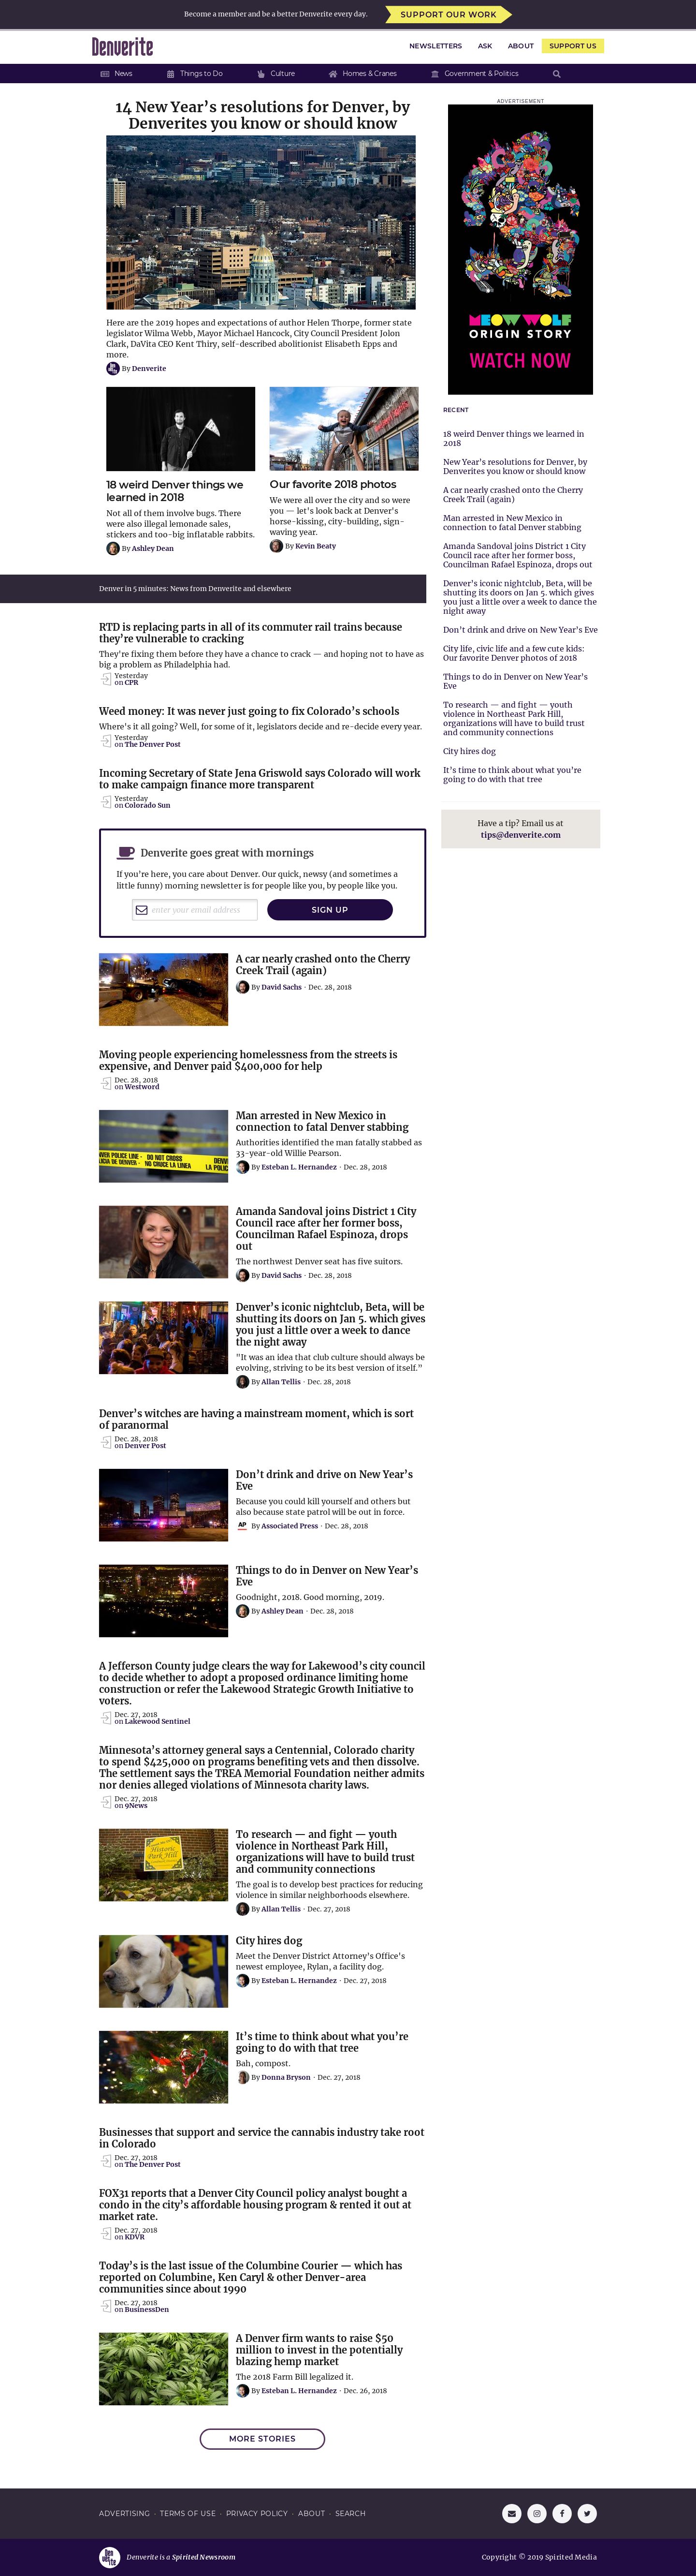 Become a member and be a better Denverite every day.
SUPPORT OUR WORK
Denverite
NEWSLETTERS
ASK
ABOUT
SUPPORT US
News
Things to Do
Culture
Homes & Cranes
Government & Politics
14 New Year’s resolutions for Denver, by
Denverites you know or should know
Here are the 2019 hopes and expectations of author Helen Thorpe, former state
legislator Wilma Webb, Mayor Michael Hancock, City Council President Jolon
Clark, DaVita CEO Kent Thiry, self-described abolitionist Elisabeth Epps and
more.
By Denverite
18 weird Denver things we
learned in 2018
Not all of them involve bugs. There
were also illegal lemonade sales,
stickers and too-big inflatable rabbits.
By Ashley Dean
Our favorite 2018 photos
We were all over the city and so were
you — let's look back at Denver's
horse-kissing, city-building, sign-
waving year.
By Kevin Beaty
Denver in 5 minutes: News from Denverite and elsewhere
RTD is replacing parts in all of its commuter rail trains because
they’re vulnerable to cracking
They're fixing them before they have a chance to crack — and hoping not to have as
big a problem as Philadelphia had.
Yesterday
on CPR
Weed money: It was never just going to fix Colorado’s schools
Where's it all going? Well, for some of it, legislators decide and re-decide every year.
Yesterday
on The Denver Post
Incoming Secretary of State Jena Griswold says Colorado will work
to make campaign finance more transparent
Yesterday
on Colorado Sun
Denverite goes great with mornings
If you're here, you care about Denver. Our quick, newsy (and sometimes a
little funny) morning newsletter is for people like you, by people like you.
enter your email address
SIGN UP
A car nearly crashed onto the Cherry
Creek Trail (again)
By David Sachs · Dec. 28, 2018
Moving people experiencing homelessness from the streets is
expensive, and Denver paid $400,000 for help
Dec. 28, 2018
on Westword
Man arrested in New Mexico in
connection to fatal Denver stabbing
Authorities identified the man fatally stabbed as
33-year-old Willie Pearson.
By Esteban L. Hernandez · Dec. 28, 2018
Amanda Sandoval joins District 1 City
Council race after her former boss,
Councilman Rafael Espinoza, drops
out
The northwest Denver seat has five suitors.
By David Sachs · Dec. 28, 2018
Denver’s iconic nightclub, Beta, will be
shutting its doors on Jan 5. which gives
you just a little over a week to dance
the night away
"It was an idea that club culture should always be
evolving, striving to be its best version of itself.”
By Allan Tellis · Dec. 28, 2018
Denver’s witches are having a mainstream moment, which is sort
of paranormal
Dec. 28, 2018
on Denver Post
Don’t drink and drive on New Year’s
Eve
Because you could kill yourself and others but
also because state patrol will be out in force.
AP
By Associated Press · Dec. 28, 2018
Things to do in Denver on New Year’s
Eve
Goodnight, 2018. Good morning, 2019.
By Ashley Dean · Dec. 28, 2018
A Jefferson County judge clears the way for Lakewood’s city council
to decide whether to adopt a proposed ordinance limiting home
construction or refer the Lakewood Strategic Growth Initiative to
voters.
Dec. 27, 2018
on Lakewood Sentinel
Minnesota’s attorney general says a Centennial, Colorado charity
to spend $425,000 on programs benefiting vets and then dissolve.
The settlement says the TREA Memorial Foundation neither admits
nor denies alleged violations of Minnesota charity laws.
Dec. 27, 2018
on 9News
Historic
Park Hill
To research — and fight — youth
violence in Northeast Park Hill,
organizations will have to build trust
and community connections
The goal is to develop best practices for reducing
violence in similar neighborhoods elsewhere.
By Allan Tellis · Dec. 27, 2018
City hires dog
Meet the Denver District Attorney's Office's
newest employee, Rylan, a facility dog.
By Esteban L. Hernandez · Dec. 27, 2018
It’s time to think about what you’re
going to do with that tree
Bah, compost.
By Donna Bryson · Dec. 27, 2018
Businesses that support and service the cannabis industry take root
in Colorado
Dec. 27, 2018
on The Denver Post
FOX31 reports that a Denver City Council policy analyst bought a
condo in the city’s affordable housing program & rented it out at
market rate.
Dec. 27, 2018
on KDVR
Today’s is the last issue of the Columbine Courier — which has
reported on Columbine, Ken Caryl & other Denver-area
communities since about 1990
Dec. 27, 2018
on BusinessDen
A Denver firm wants to raise $50
million to invest in the potentially
blazing hemp market
The 2018 Farm Bill legalized it.
By Esteban L. Hernandez · Dec. 26, 2018
MORE STORIES
ADVERTISEMENT
MEOW WOLF
ORIGIN STORY
WATCH NOW
RECENT
18 weird Denver things we learned in
2018
New Year’s resolutions for Denver, by
Denverites you know or should know
A car nearly crashed onto the Cherry
Creek Trail (again)
Man arrested in New Mexico in
connection to fatal Denver stabbing
Amanda Sandoval joins District 1 City
Council race after her former boss,
Councilman Rafael Espinoza, drops out
Denver’s iconic nightclub, Beta, will be
shutting its doors on Jan 5. which gives
you just a little over a week to dance the
night away
Don’t drink and drive on New Year’s Eve
City life, civic life and a few cute kids:
Our favorite Denver photos of 2018
Things to do in Denver on New Year’s
Eve
To research — and fight — youth
violence in Northeast Park Hill,
organizations will have to build trust
and community connections
City hires dog
It’s time to think about what you’re
going to do with that tree
Have a tip? Email us at
tips@denverite.com
ADVERTISING · TERMS OF USE · PRIVACY POLICY · ABOUT · SEARCH
Denverite is a Spirited Newsroom
Copyright © 2019 Spirited Media